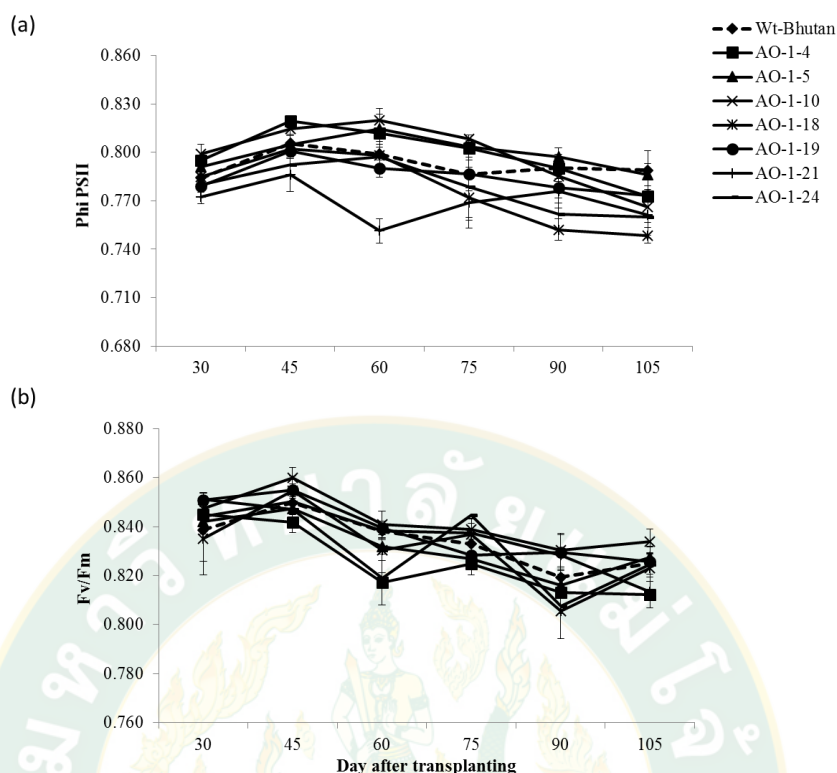 (a)
Wt-Bhutan
AO-1-4
AO-1-5
AO-1-10
AO-1-18
AO-1-19
AO-1-21
AO-1-24
0.860
0.830
0.800
0.770
0.740
0.710
0.680
Phi PSII
30 45 60 75 90 105
(b)
0.880
0.860
0.840
0.820
0.800
0.780
0.760
Fv/Fm
30 45 60 75 90 105
Day after transplanting